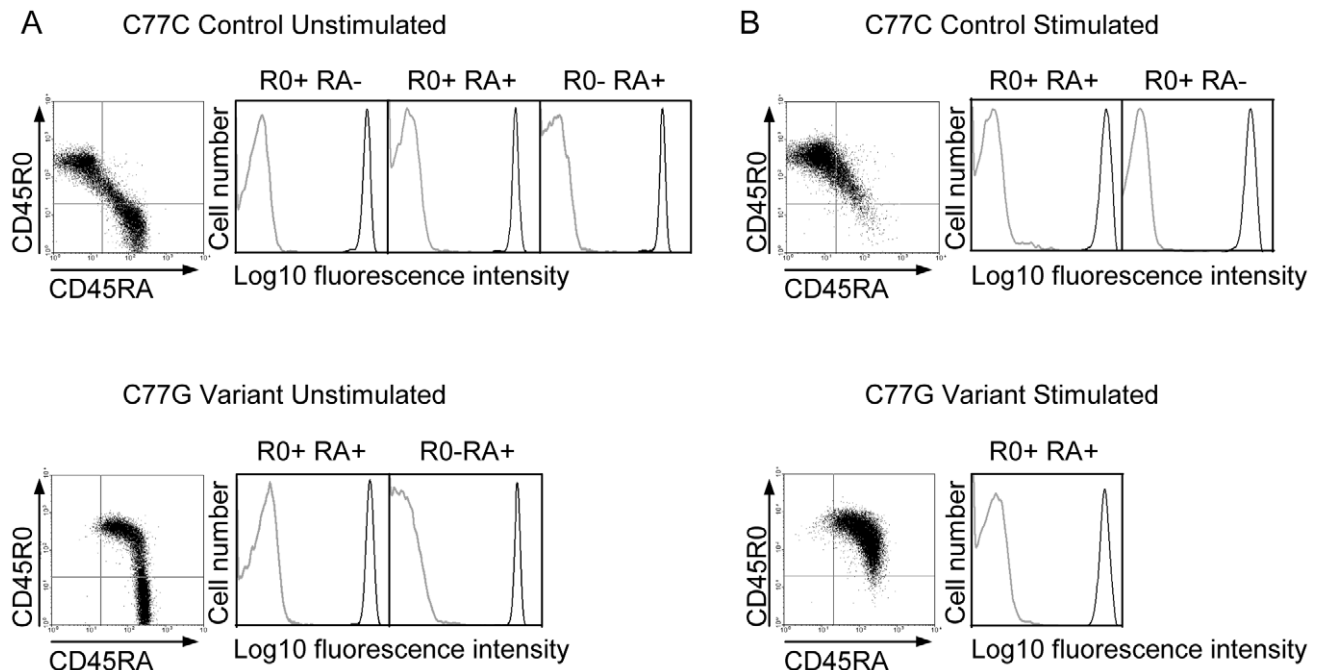 A
C77C Control Unstimulated
R0+ RA-
R0+ RA+
R0- RA+
CD45R0
CD45RA
Cell number
Log10 fluorescence intensity
B
C77C Control Stimulated
R0+ RA+
R0+ RA-
CD45R0
CD45RA
Cell number
Log10 fluorescence intensity
C77G Variant Unstimulated
R0+ RA+
R0-RA+
CD45R0
CD45RA
Cell number
Log10 fluorescence intensity
C77G Variant Stimulated
R0+ RA+
CD45R0
CD45RA
Cell number
Log10 fluorescence intensity